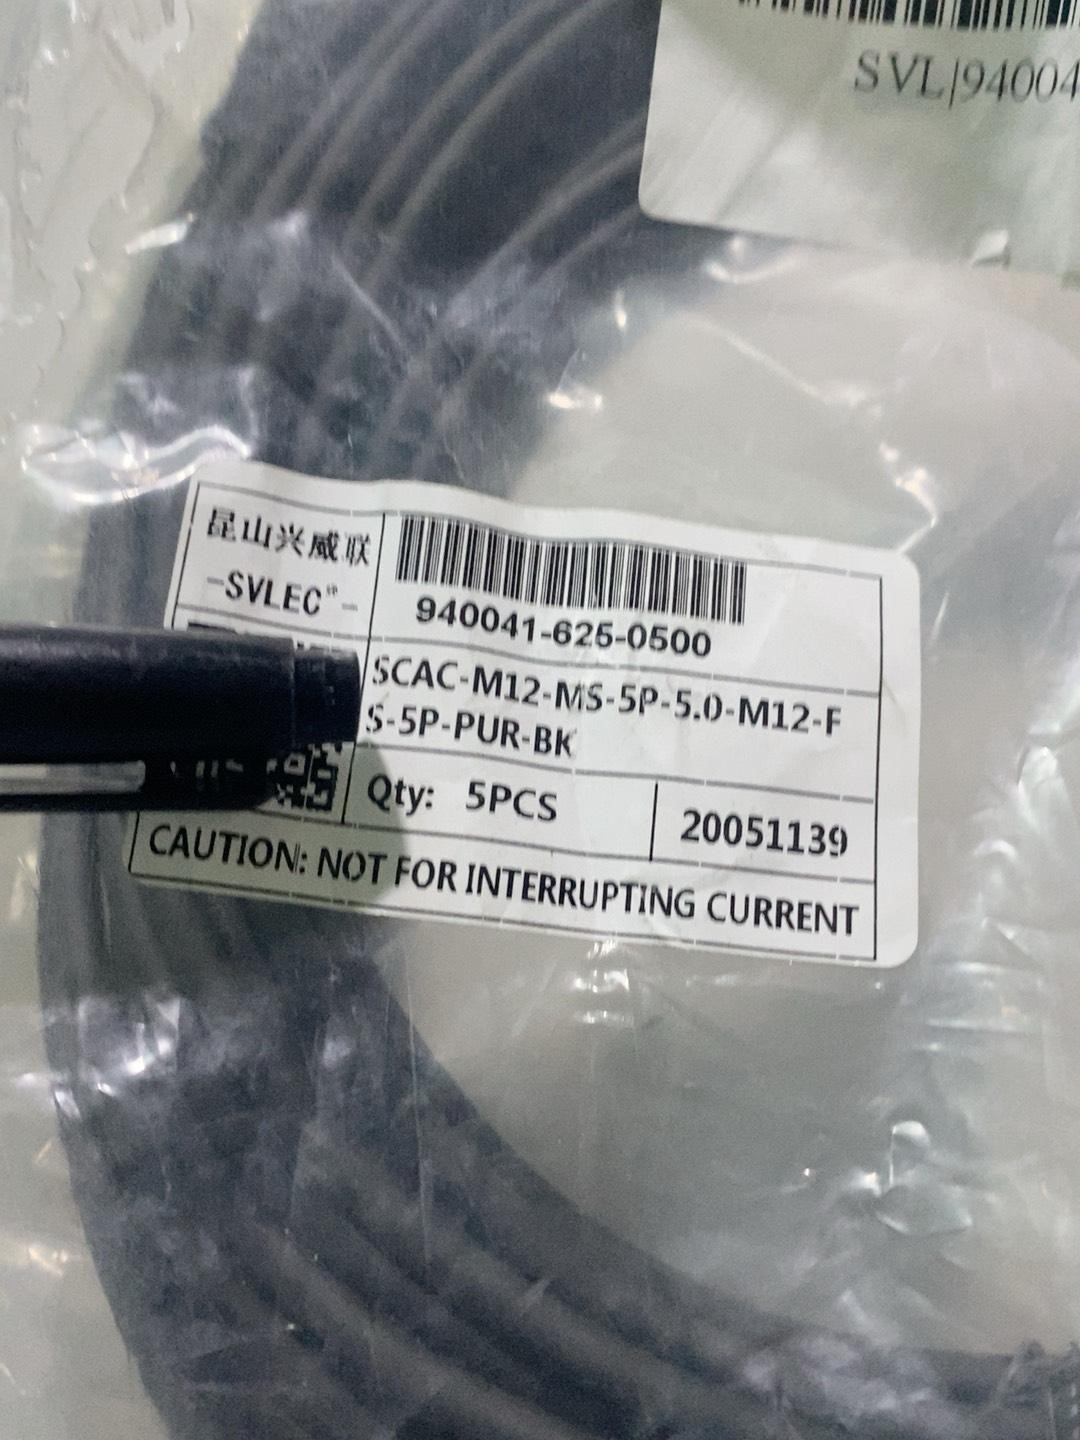 SVL|94004
昆山兴威联
-SVLEC®-
940041-625-0500
SCAC-M12-MS-5P-5.0-M12-F
S-5P-PUR-BK
Qty: 5PCS
20051139
CAUTION: NOT FOR INTERRUPTING CURRENT